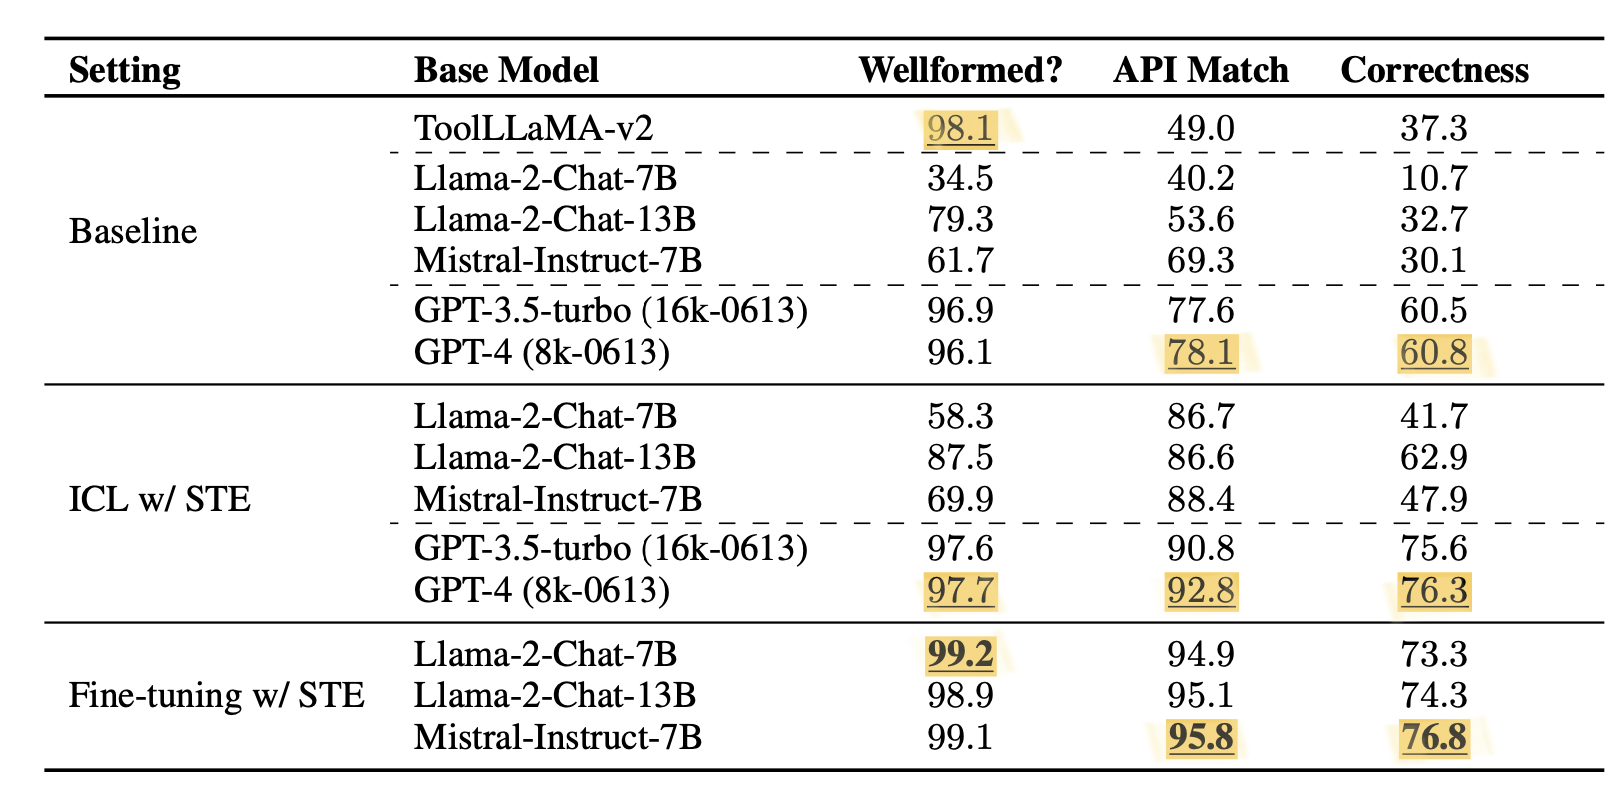 Setting Base Model Wellformed? API Match Correctness
ToolLLaMA-v2 98.1 49.0 37.3
Llama-2-Chat-7B 34.5 40.2 10.7
Llama-2-Chat-13B 79.3 53.6 32.7
Baseline
Mistral-Instruct-7B 61.7 69.3 30.1
GPT-3.5-turbo (16k-0613) 96.9 77.6 60.5
GPT-4 (8k-0613) 96.1 78.1 60.8
Llama-2-Chat-7B 58.3 86.7 41.7
Llama-2-Chat-13B 87.5 86.6 62.9
ICL w/ STE Mistral-Instruct-7B 69.9 88.4 47.9
GPT-3.5-turbo (16k-0613) 97.6 90.8 75.6
GPT-4 (8k-0613) 97.7 92.8 76.3
Llama-2-Chat-7B 99.2 94.9 73.3
Fine-tuning w/ STE Llama-2-Chat-13B 98.9 95.1 74.3
Mistral-Instruct-7B 99.1 95.8 76.8